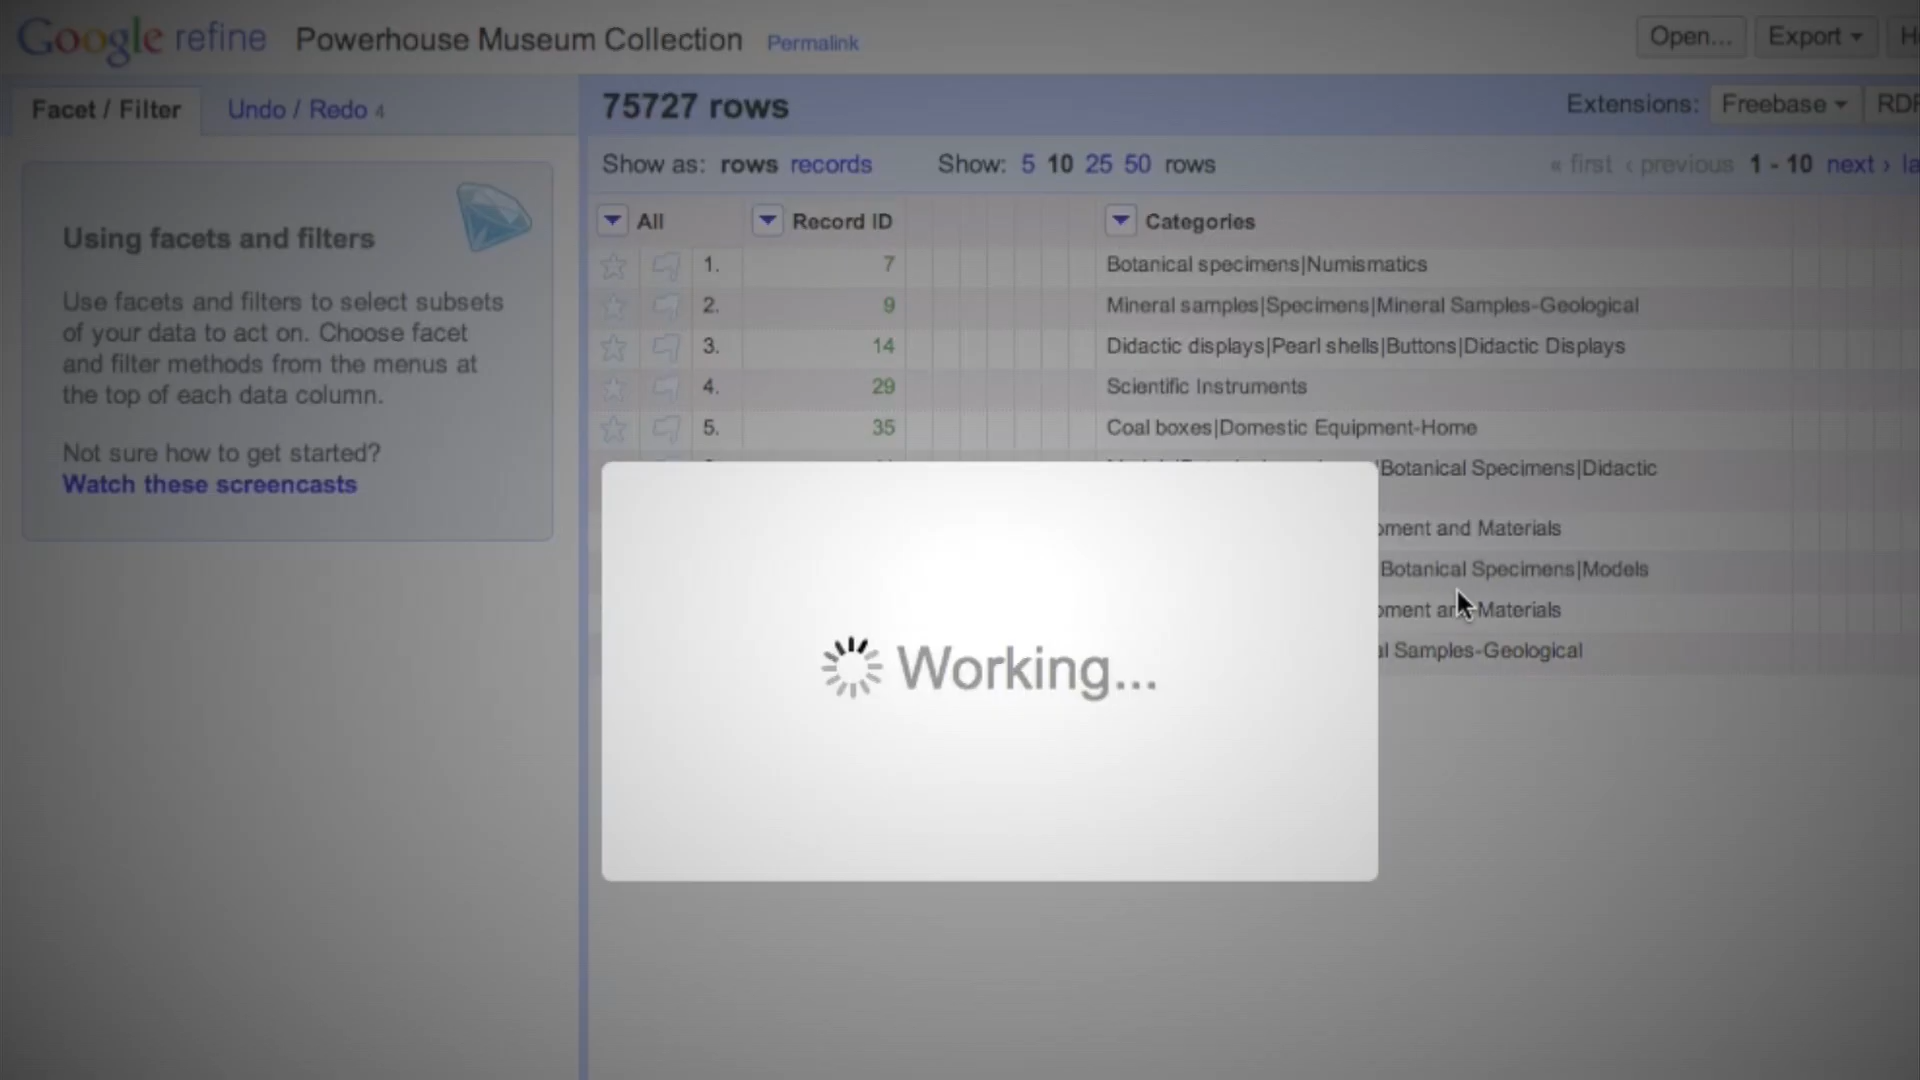 Google refine Powerhouse Museum Collection Permalink Open... Export
Facet / Filter Undo / Redo 4
75727 rows Extensions: Freebase
Show as: rows records Show: 5 10 25 50 rows « first ‹ previous 1 - 10 next ›
All Record ID Categories
Using facets and filters
Use facets and filters to select subsets
of your data to act on. Choose facet
and filter methods from the menus at
the top of each data column.
Not sure how to get started?
Watch these screencasts
1. 7 Botanical specimens|Numismatics
2. 9 Mineral samples|Specimens|Mineral Samples-Geological
3. 14 Didactic displays|Pearl shells|Buttons|Didactic Displays
4. 29 Scientific Instruments
5. 35 Coal boxes|Domestic Equipment-Home
|Botanical Specimens|Didactic
and Materials
Botanical Specimens|Models
Materials
Samples-Geological
Working...